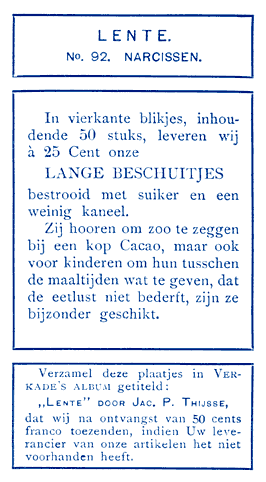 LENTE.
No. 92. NARCISSEN.
In vierkante blikjes, inhou-
dende 50 stuks, leveren wij
à 25 Cent onze
LANGE BESCHUITJES
bestrooid met suiker en een
weinig kaneel.
Zij hooren om zoo te zeggen
bij een kop Cacao, maar ook
voor kinderen om hun tusschen
de maaltijden wat te geven, dat
de eetlust niet bederft, zijn ze
bijzonder geschikt.
Verzamel deze plaatjes in VER-
KADE'S ALBUM getiteld:
„LENTE” DOOR JAC. P. THIJSSE,
dat wij na ontvangst van 50 cents
franco toezenden, indien Uw leve-
rancier van onze artikelen het niet
voorhanden heeft.